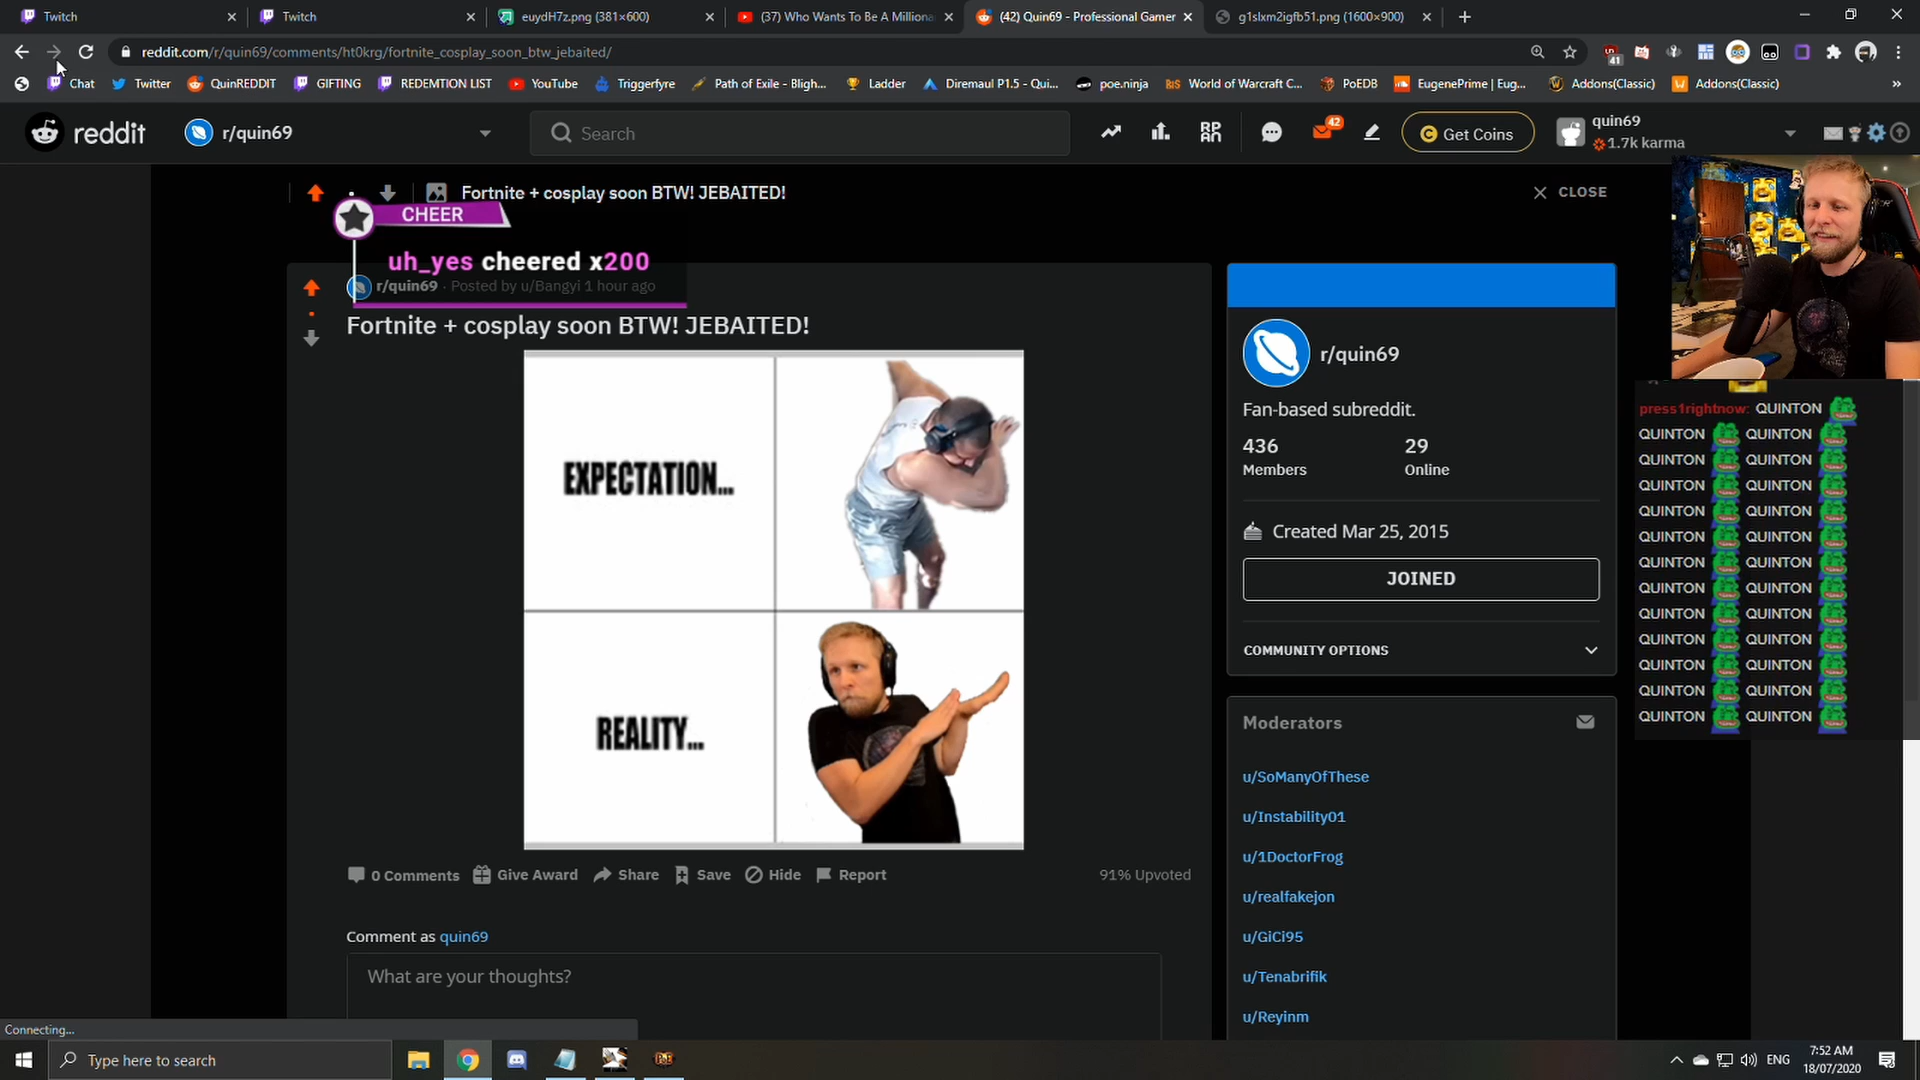 Twitch
Twitch
euydH7z.png (381×600)
(37) Who Wants To Be A Milliona
(42) Quin69 - Professional Gamer
g1slxm2igfb51.png (1600×900)
reddit.com/r/quin69/comments/ht0krg/fortnite_cosplay_soon_btw_jebaited/
41
Chat
Twitter
QuinREDDIT
GIFTING
REDEMTION LIST
YouTube
Triggerfyre
Path of Exile - Bligh...
Ladder
Diremaul P1.5 - Qui...
poe.ninja
World of Warcraft C...
PoEDB
EugenePrime | Eug...
Addons(Classic)
Addons(Classic)
reddit
r/quin69
Search
42
Get Coins
quin69
1.7k karma
Fortnite + cosplay soon BTW! JEBAITED!
CLOSE
CHEER
uh_yes cheered x200
r/quin69 · Posted by u/Bangyi 1 hour ago
Fortnite + cosplay soon BTW! JEBAITED!
EXPECTATION...
REALITY...
0 Comments
Give Award
Share
Save
Hide
Report
91% Upvoted
Comment as quin69
What are your thoughts?
r/quin69
Fan-based subreddit.
436
29
Members
Online
Created Mar 25, 2015
JOINED
COMMUNITY OPTIONS
Moderators
u/SoManyOfThese
u/Instability01
u/1DoctorFrog
u/realfakejon
u/GiCi95
u/Tenabrifik
u/Reyinm
press1rightnow: QUINTON
QUINTON QUINTON
QUINTON QUINTON
QUINTON QUINTON
QUINTON QUINTON
QUINTON QUINTON
QUINTON QUINTON
QUINTON QUINTON
QUINTON QUINTON
QUINTON QUINTON
QUINTON QUINTON
QUINTON QUINTON
QUINTON QUINTON
Connecting...
Type here to search
ENG
7:52 AM
18/07/2020